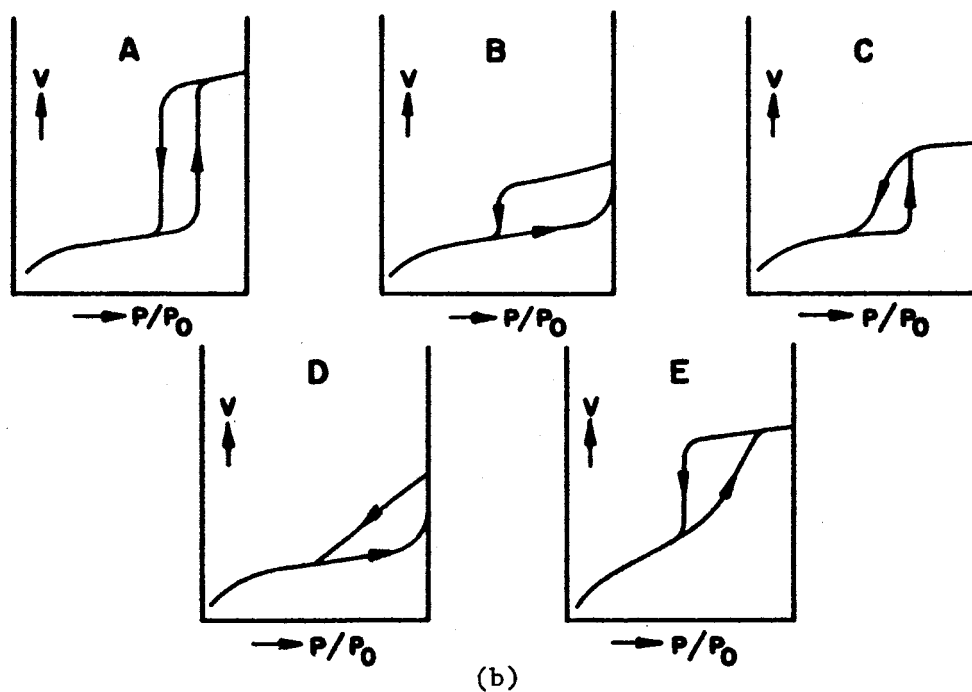 A B C
V V V
P/P₀ P/P₀ P/P₀
D E
V V
P/P₀ P/P₀
(b)